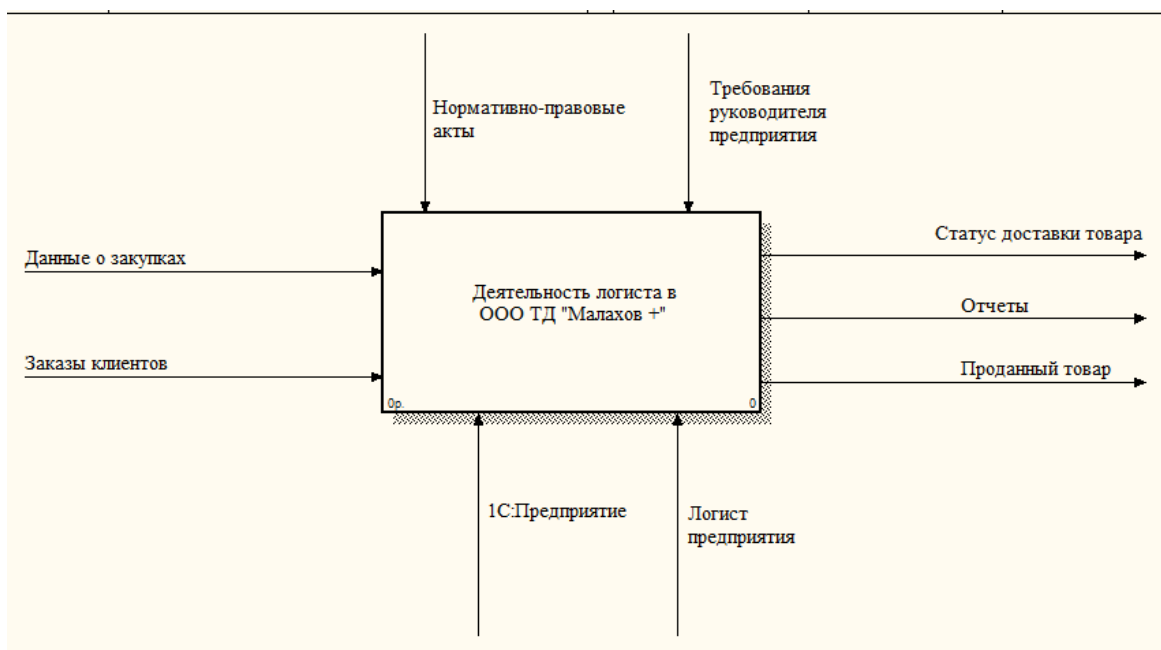 Нормативно-правовые
акты
Требования
руководителя
предприятия
Данные о закупках
Заказы клиентов
Деятельность логиста в
ООО ТД "Малахов +"
0р.
0
Статус доставки товара
Отчеты
Проданный товар
1С:Предприятие
Логист
предприятия